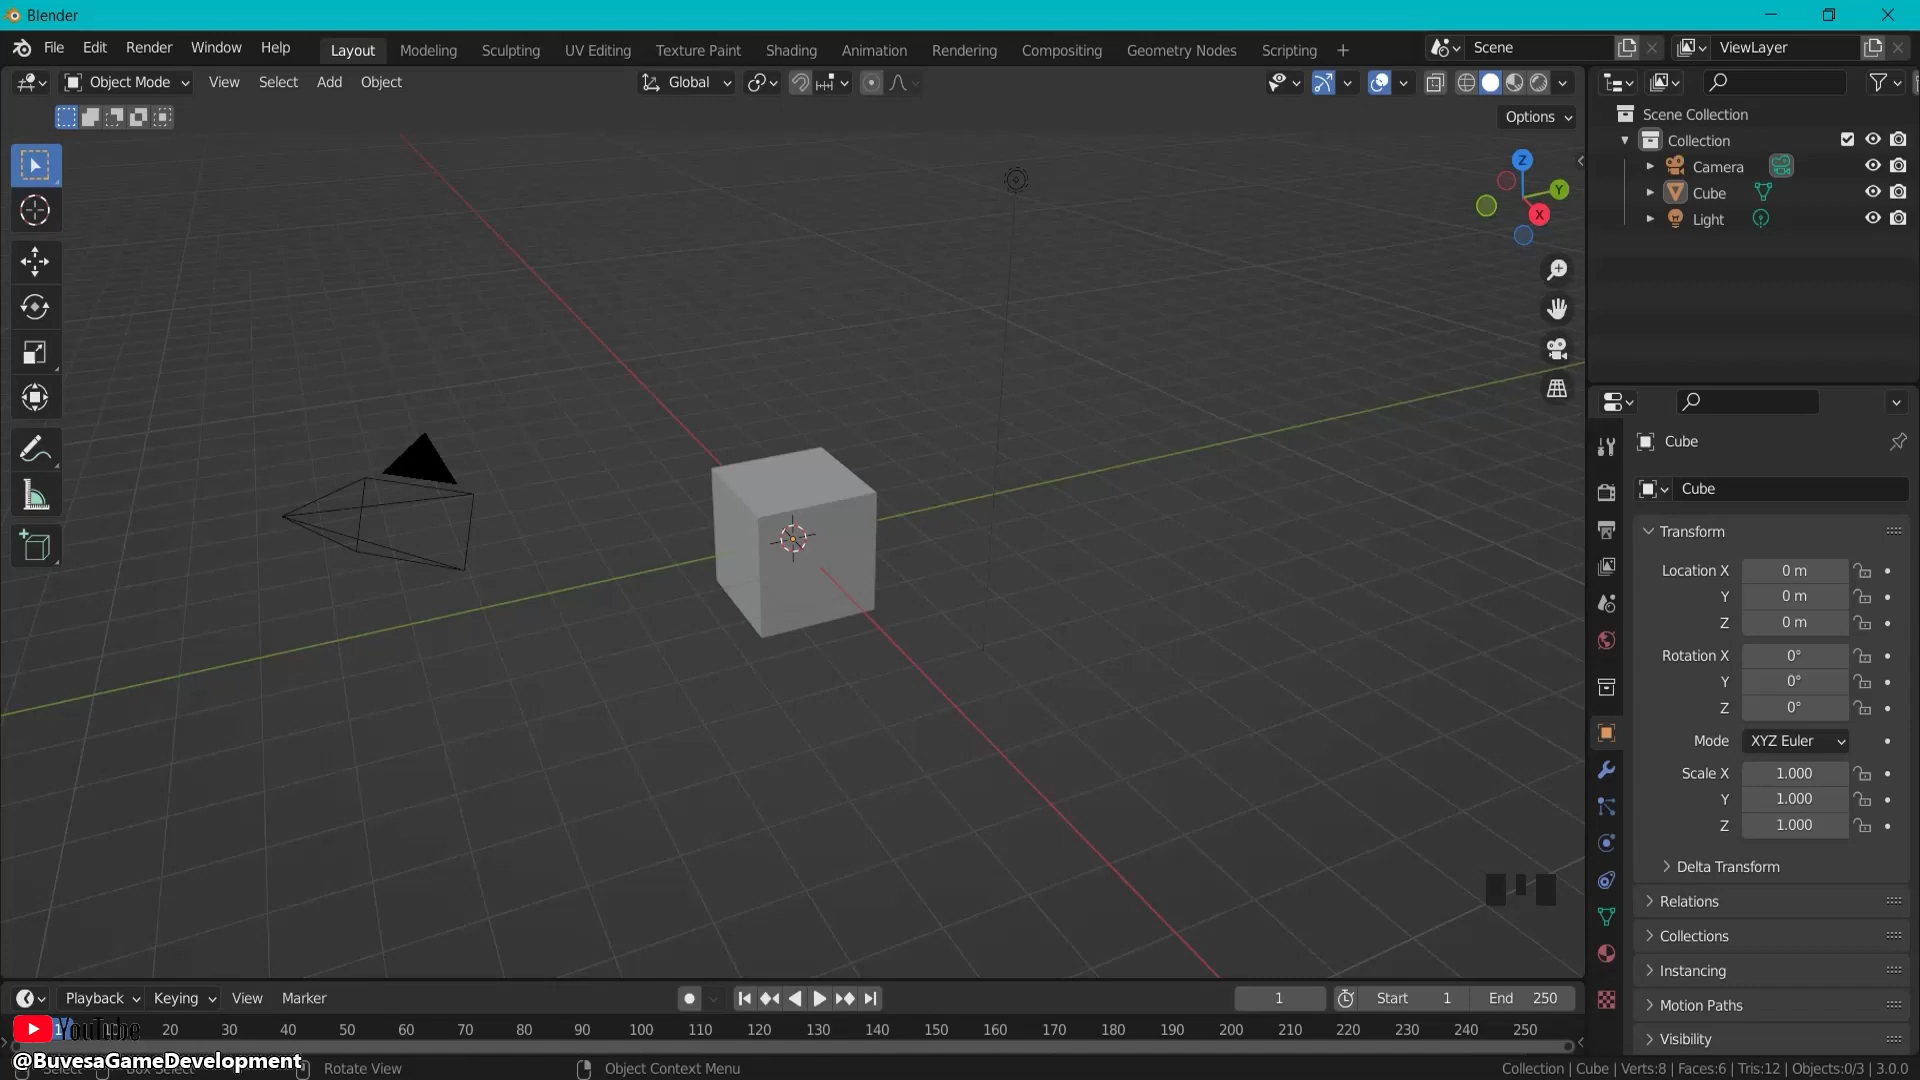 Blender
File Edit Render Window Help Layout Modeling Sculpting UV Editing Texture Paint Shading Animation Rendering Compositing Geometry Nodes Scripting + Scene ViewLayer
Object Mode View Select Add Object Global
Options
Z
Y
X
Scene Collection
Collection
Camera
Cube
Light
Cube
Cube
Transform
Location X 0 m
Y 0 m
Z 0 m
Rotation X 0°
Y 0°
Z 0°
Mode XYZ Euler
Scale X 1.000
Y 1.000
Z 1.000
Delta Transform
Relations
Collections
Instancing
Motion Paths
Visibility
Playback Keying View Marker 1 Start 1 End 250
YouTube 20 30 40 50 60 70 80 90 100 110 120 130 140 150 160 170 180 190 200 210 220 230 240 250
@BuvesaGameDevelopment
Select Box Select Rotate View Object Context Menu Collection | Cube | Verts:8 | Faces:6 | Tris:12 | Objects:0/3 | 3.0.0